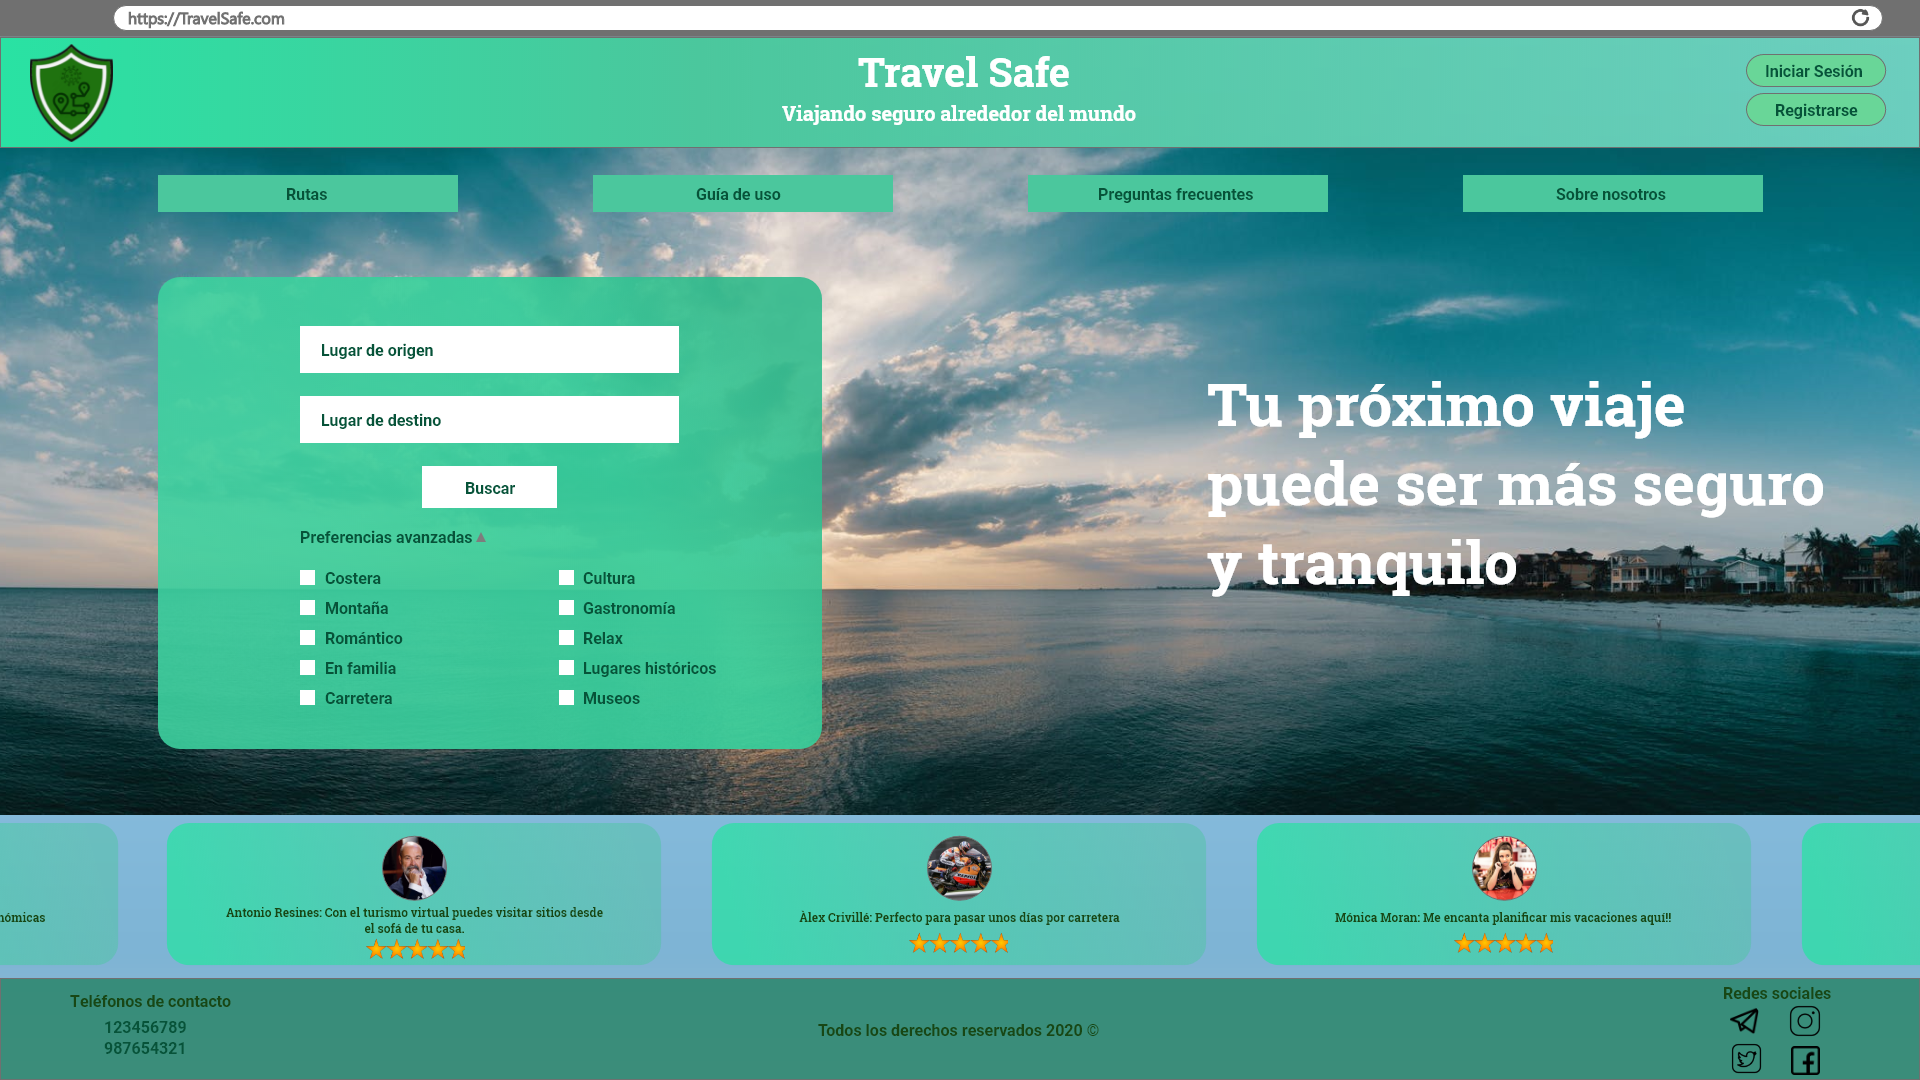 https://TravelSafe.com
Travel Safe
Viajando seguro alrededor del mundo
Iniciar Sesión
Registrarse
Rutas
Guía de uso
Preguntas frecuentes
Sobre nosotros
Lugar de origen
Lugar de destino
Buscar
Preferencias avanzadas
Costera
Cultura
Montaña
Gastronomía
Romántico
Relax
En familia
Lugares históricos
Carretera
Museos
Tu próximo viaje
puede ser más seguro
y tranquilo
Antonio Resines: Con el turismo virtual puedes visitar sitios desde
el sofá de tu casa.
Àlex Crivillé: Perfecto para pasar unos días por carretera
Mónica Moran: Me encanta planificar mis vacaciones aquí!!
Teléfonos de contacto
123456789
987654321
Todos los derechos reservados 2020 ©
Redes sociales